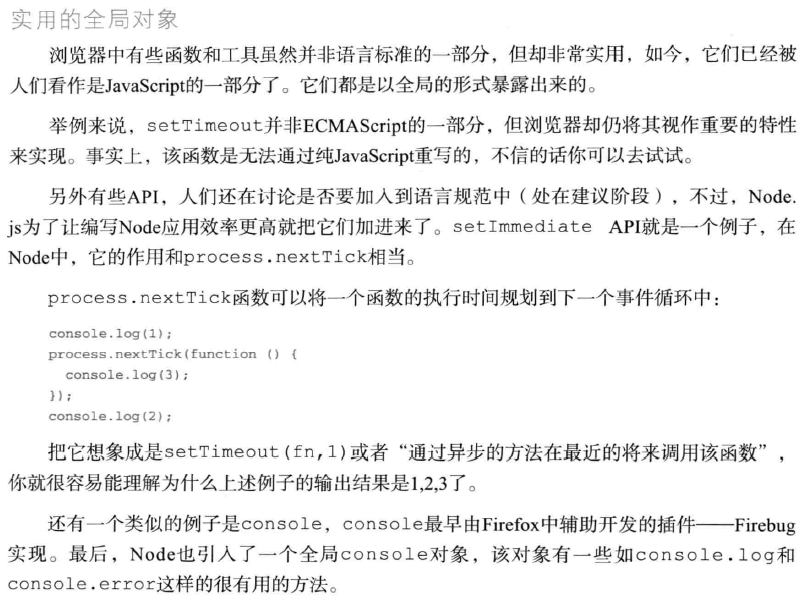 实用的全局对象
浏览器中有些函数和工具虽然并非语言标准的一部分，但却非常实用，如今，它们已经被
人们看作是JavaScript的一部分了。它们都是以全局的形式暴露出来的。
举例来说，setTimeout并非ECMAScript的一部分，但浏览器却仍将其视作重要的特性
来实现。事实上，该函数是无法通过纯JavaScript重写的，不信的话你可以去试试。
另外有些API，人们还在讨论是否要加入到语言规范中（处在建议阶段），不过，Node.
js为了让编写Node应用效率更高就把它们加进来了。setImmediate API就是一个例子，在
Node中，它的作用和process.nextTick相当。
process.nextTick函数可以将一个函数的执行时间规划到下一个事件循环中：
console.log(1);
process.nextTick(function () {
console.log(3);
});
console.log(2);
把它想象成是setTimeout(fn,1)或者“通过异步的方法在最近的将来调用该函数”，
你就很容易能理解为什么上述例子的输出结果是1,2,3了。
还有一个类似的例子是console，console最早由Firefox中辅助开发的插件——Firebug
实现。最后，Node也引入了一个全局console对象，该对象有一些如console.log和
console.error这样的很有用的方法。